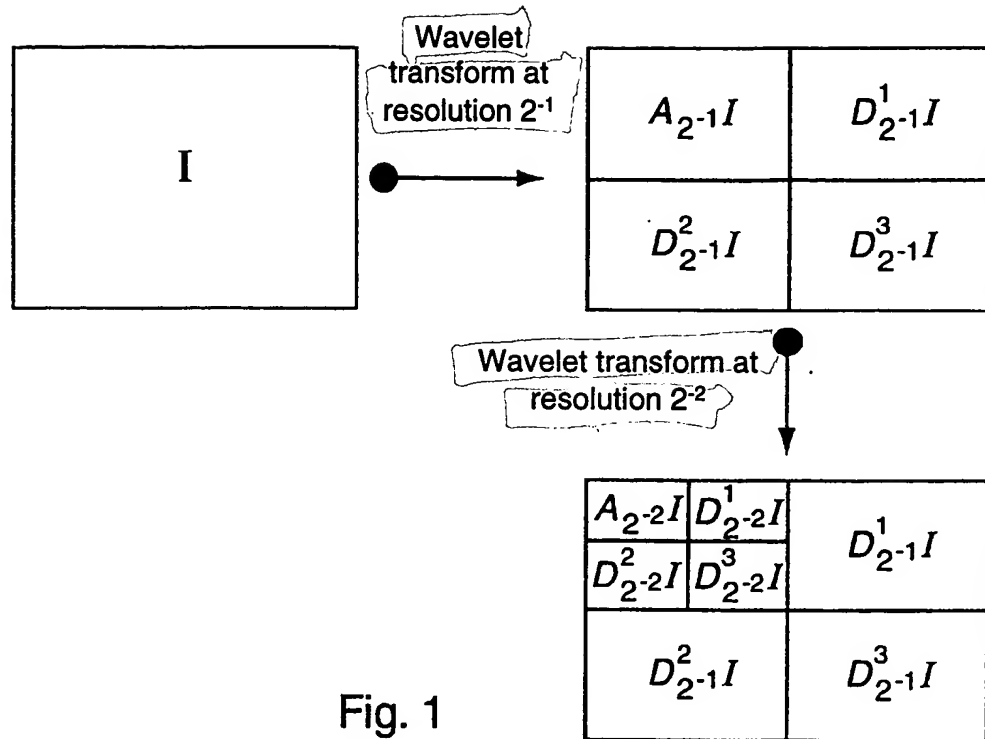 Wavelet
transform at
resolution 2⁻¹
I
A₂₋₁I D¹₂₋₁I
D²₂₋₁I D³₂₋₁I
Wavelet transform at
resolution 2⁻²
A₂₋₂I D¹₂₋₂I
D¹₂₋₁I
D²₂₋₂I D³₂₋₂I
D²₂₋₁I D³₂₋₁I
Fig. 1